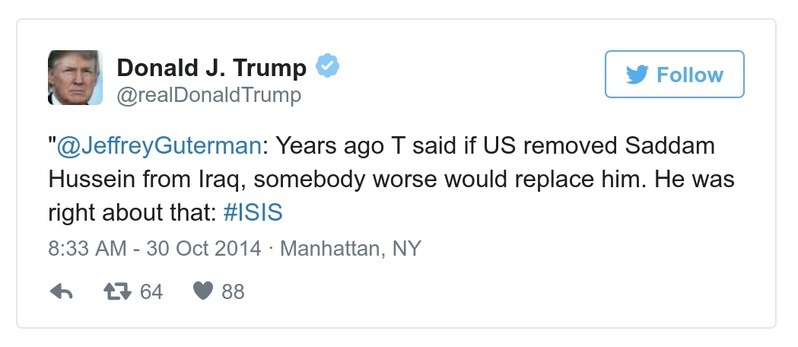 Donald J. Trump
@realDonaldTrump
Follow
"@JeffreyGuterman: Years ago T said if US removed Saddam
Hussein from Iraq, somebody worse would replace him. He was
right about that: #ISIS
8:33 AM - 30 Oct 2014 · Manhattan, NY
64 88